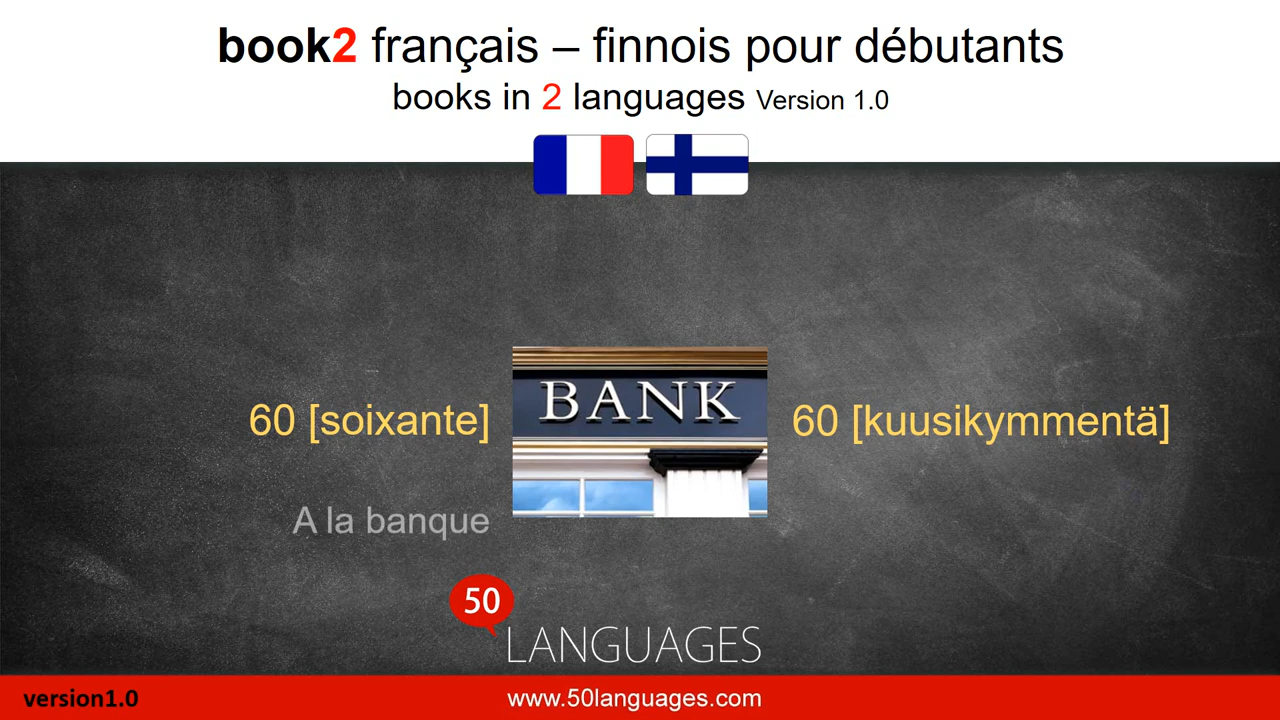 book2 français – finnois pour débutants
books in 2 languages Version 1.0
BANK
60 [soixante]
60 [kuusikymmentä]
A la banque
50
LANGUAGES
version1.0
www.50languages.com